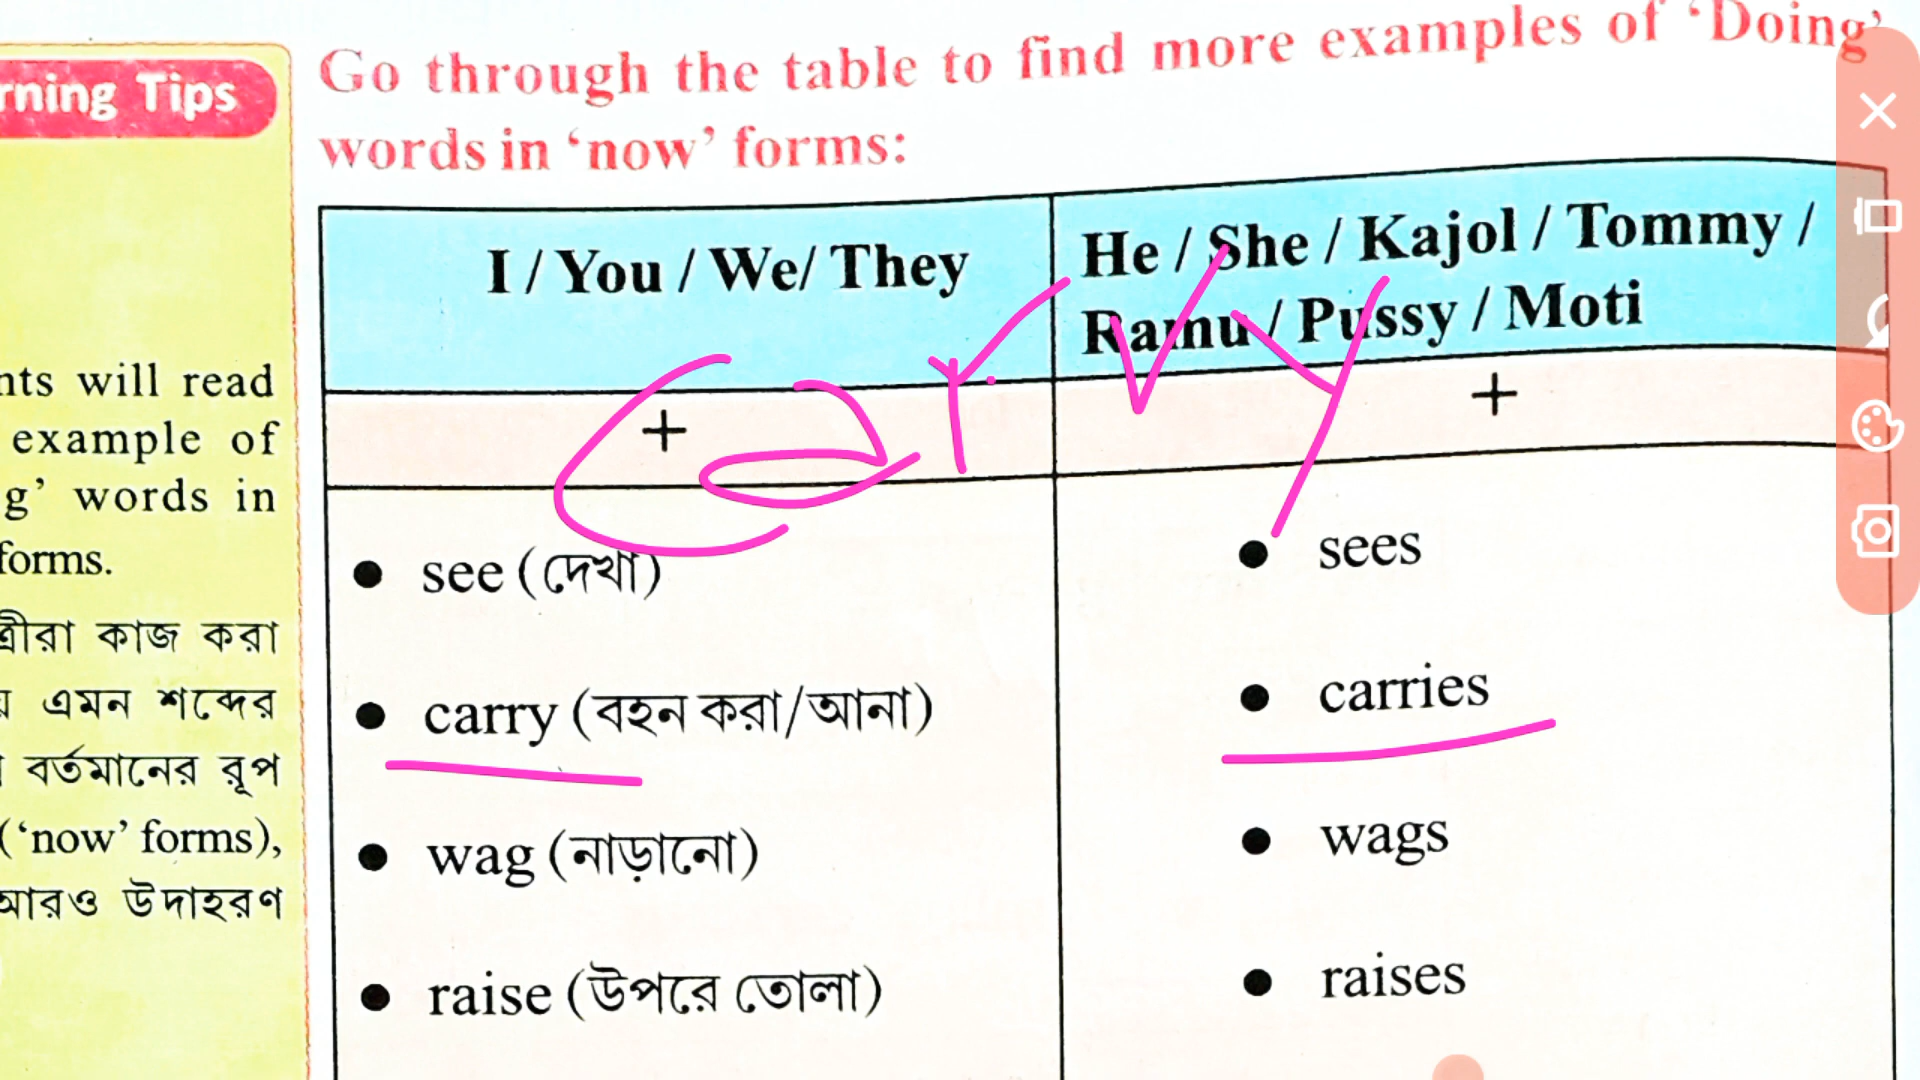 Go through the table to find more examples of ‘Doing’
words in ‘now’ forms:
rning Tips
nts will read
example of
g’ words in
forms.
ত্রীরা কাজ করা
এমন শব্দের
বর্তমানের রূপ
(‘now’ forms),
আরও উদাহরণ
I / You / We/ They
He / She / Kajol / Tommy /
Ramu / Pussy / Moti
+ +
carry
• see (দেখা) • sees
• carry (বহন করা/আনা) • carries
• wag (নাড়ানো) • wags
• raise (উপরে তোলা) • raises